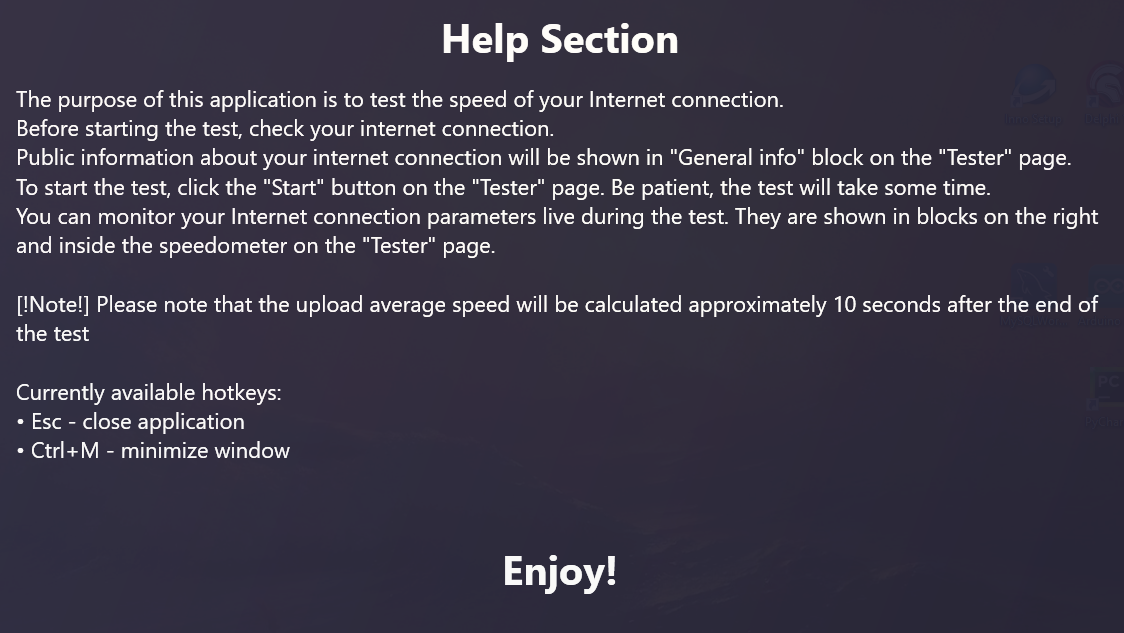 Help Section
The purpose of this application is to test the speed of your Internet connection.
Before starting the test, check your internet connection.
Public information about your internet connection will be shown in "General info" block on the "Tester" page.
To start the test, click the "Start" button on the "Tester" page. Be patient, the test will take some time.
You can monitor your Internet connection parameters live during the test. They are shown in blocks on the right
and inside the speedometer on the "Tester" page.
[!Note!] Please note that the upload average speed will be calculated approximately 10 seconds after the end of
the test
Currently available hotkeys:
• Esc - close application
• Ctrl+M - minimize window
Enjoy!